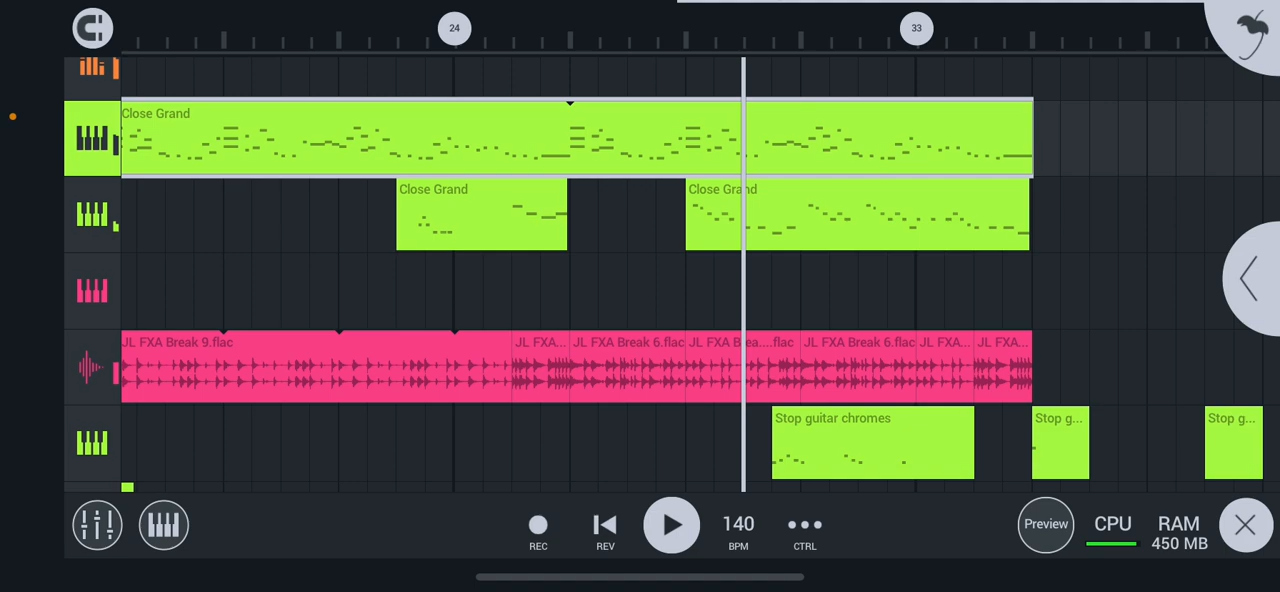 24
33
Close Grand
Close Grand
Close Grand
JL FXA Break 9.flac
JL FXA...
JL FXA Break 6.flac
JL FXA Brea....flac
JL FXA Break 6.flac
JL FXA...
JL FXA...
Stop guitar chromes
Stop g...
Stop g...
REC
REV
140
BPM
CTRL
Preview
CPU
RAM
450 MB